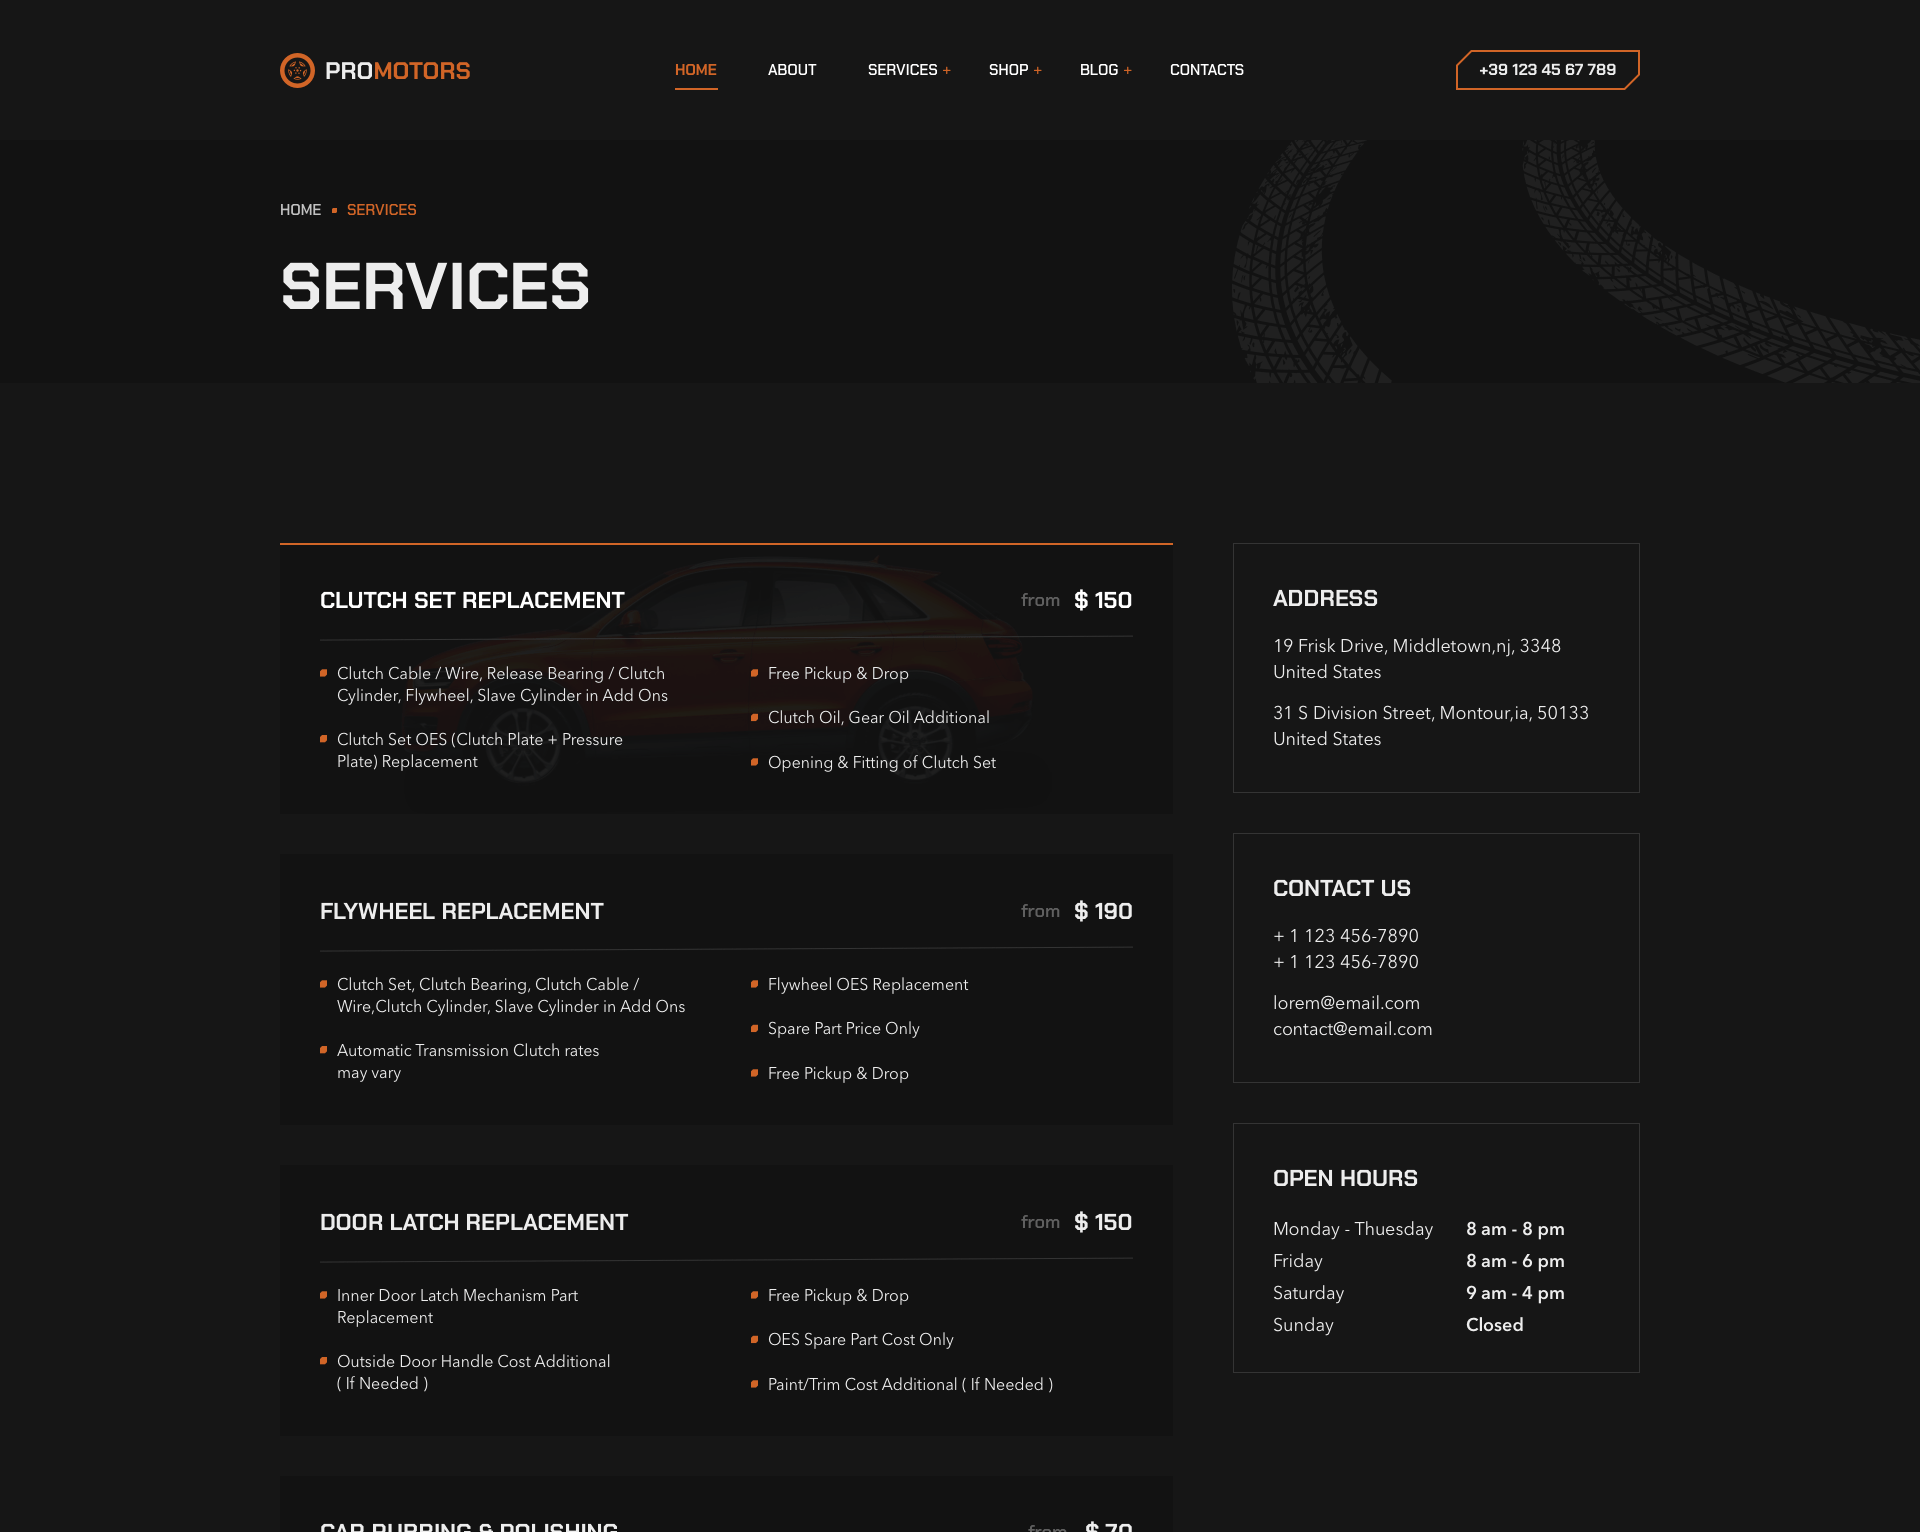 PROMOTORS
HOME ABOUT SERVICES + SHOP + BLOG + CONTACTS
+39 123 45 67 789
HOME SERVICES
SERVICES
CLUTCH SET REPLACEMENT from $ 150
Clutch Cable / Wire, Release Bearing / Clutch
Cylinder, Flywheel, Slave Cylinder in Add Ons
Clutch Set OES (Clutch Plate + Pressure
Plate) Replacement
Free Pickup & Drop
Clutch Oil, Gear Oil Additional
Opening & Fitting of Clutch Set
FLYWHEEL REPLACEMENT from $ 190
Clutch Set, Clutch Bearing, Clutch Cable /
Wire,Clutch Cylinder, Slave Cylinder in Add Ons
Automatic Transmission Clutch rates
may vary
Flywheel OES Replacement
Spare Part Price Only
Free Pickup & Drop
DOOR LATCH REPLACEMENT from $ 150
Inner Door Latch Mechanism Part
Replacement
Outside Door Handle Cost Additional
( If Needed )
Free Pickup & Drop
OES Spare Part Cost Only
Paint/Trim Cost Additional ( If Needed )
CAR RUBBING & POLISHING from $ 70
ADDRESS
19 Frisk Drive, Middletown,nj, 3348
United States
31 S Division Street, Montour,ia, 50133
United States
CONTACT US
+ 1 123 456-7890
+ 1 123 456-7890
lorem@email.com
contact@email.com
OPEN HOURS
Monday - Thuesday 8 am - 8 pm
Friday 8 am - 6 pm
Saturday 9 am - 4 pm
Sunday Closed